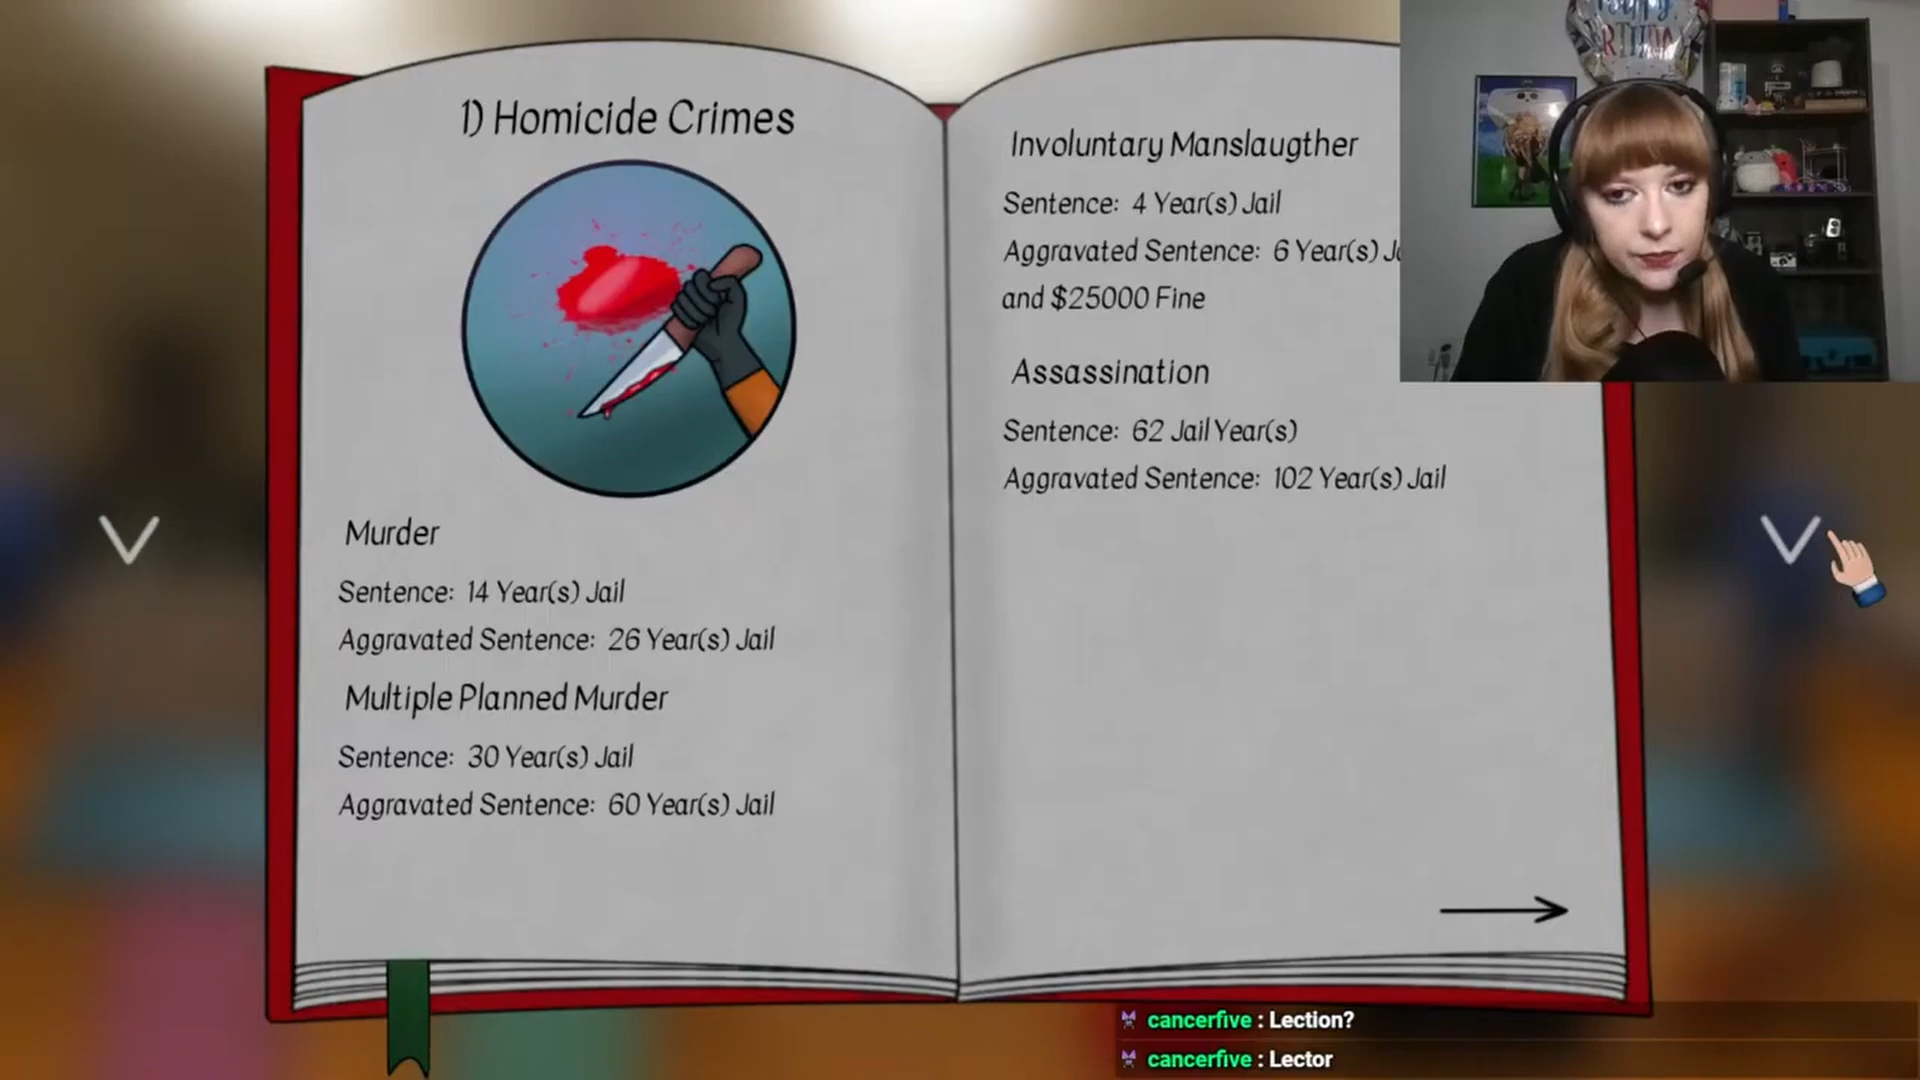 1) Homicide Crimes
Murder
Sentence: 14 Year(s) Jail
Aggravated Sentence: 26 Year(s) Jail
Multiple Planned Murder
Sentence: 30 Year(s) Jail
Aggravated Sentence: 60 Year(s) Jail
Involuntary Manslaugther
Sentence: 4 Year(s) Jail
Aggravated Sentence: 6 Year(s)
and $25000 Fine
Assassination
Sentence: 62 Jail Year(s)
Aggravated Sentence: 102 Year(s) Jail
cancerfive : Lection?
cancerfive : Lector